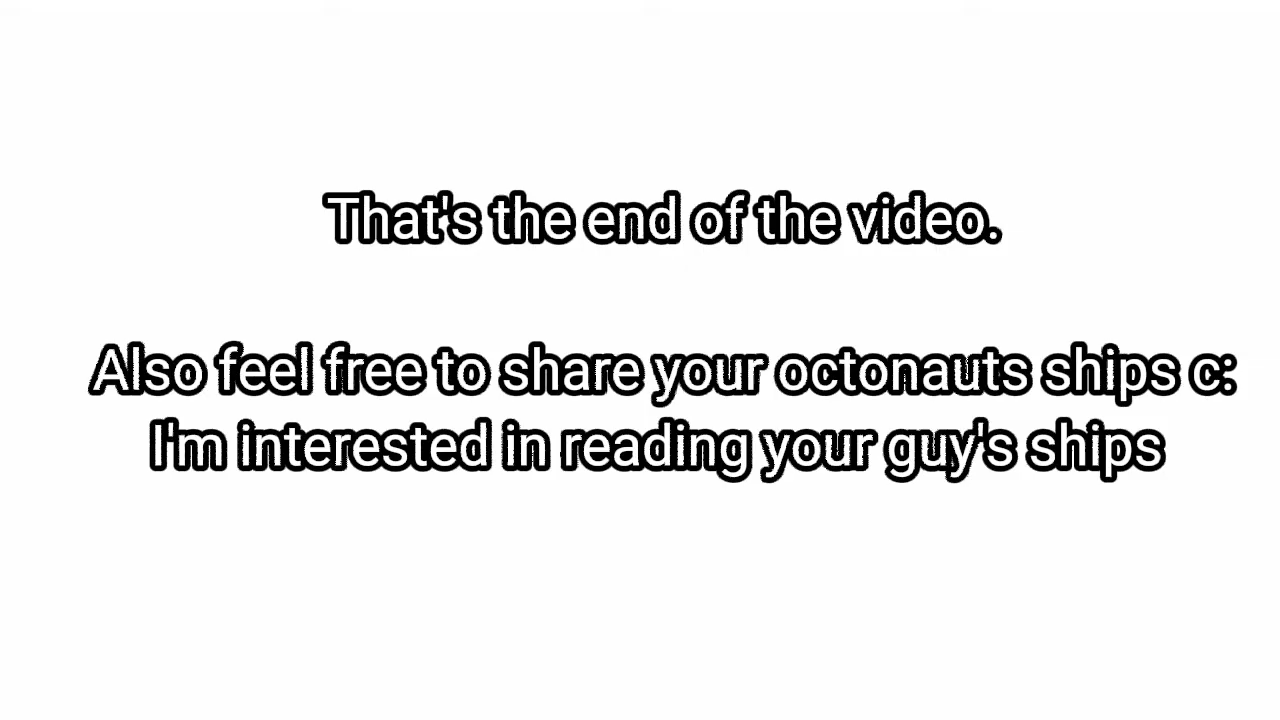 That's the end of the video.
Also feel free to share your octonauts ships c:
I'm interested in reading your guy's ships